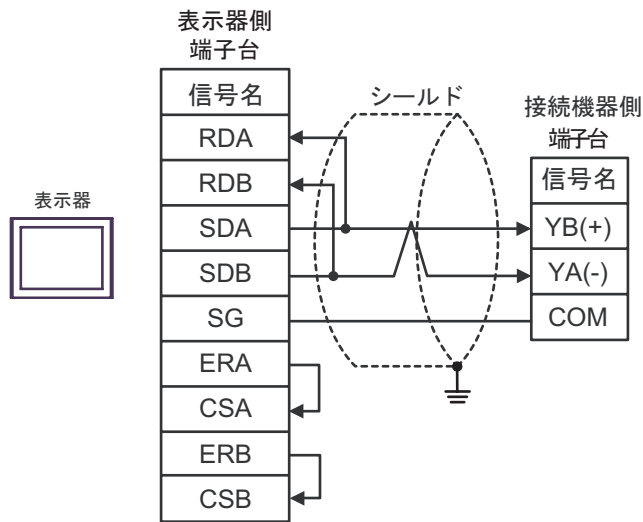 表示器側
端子台
信号名
RDA
RDB
SDA
SDB
SG
ERA
CSA
ERB
CSB
表示器
シールド
接続機器側
端子台
信号名
YB(+)
YA(-)
COM